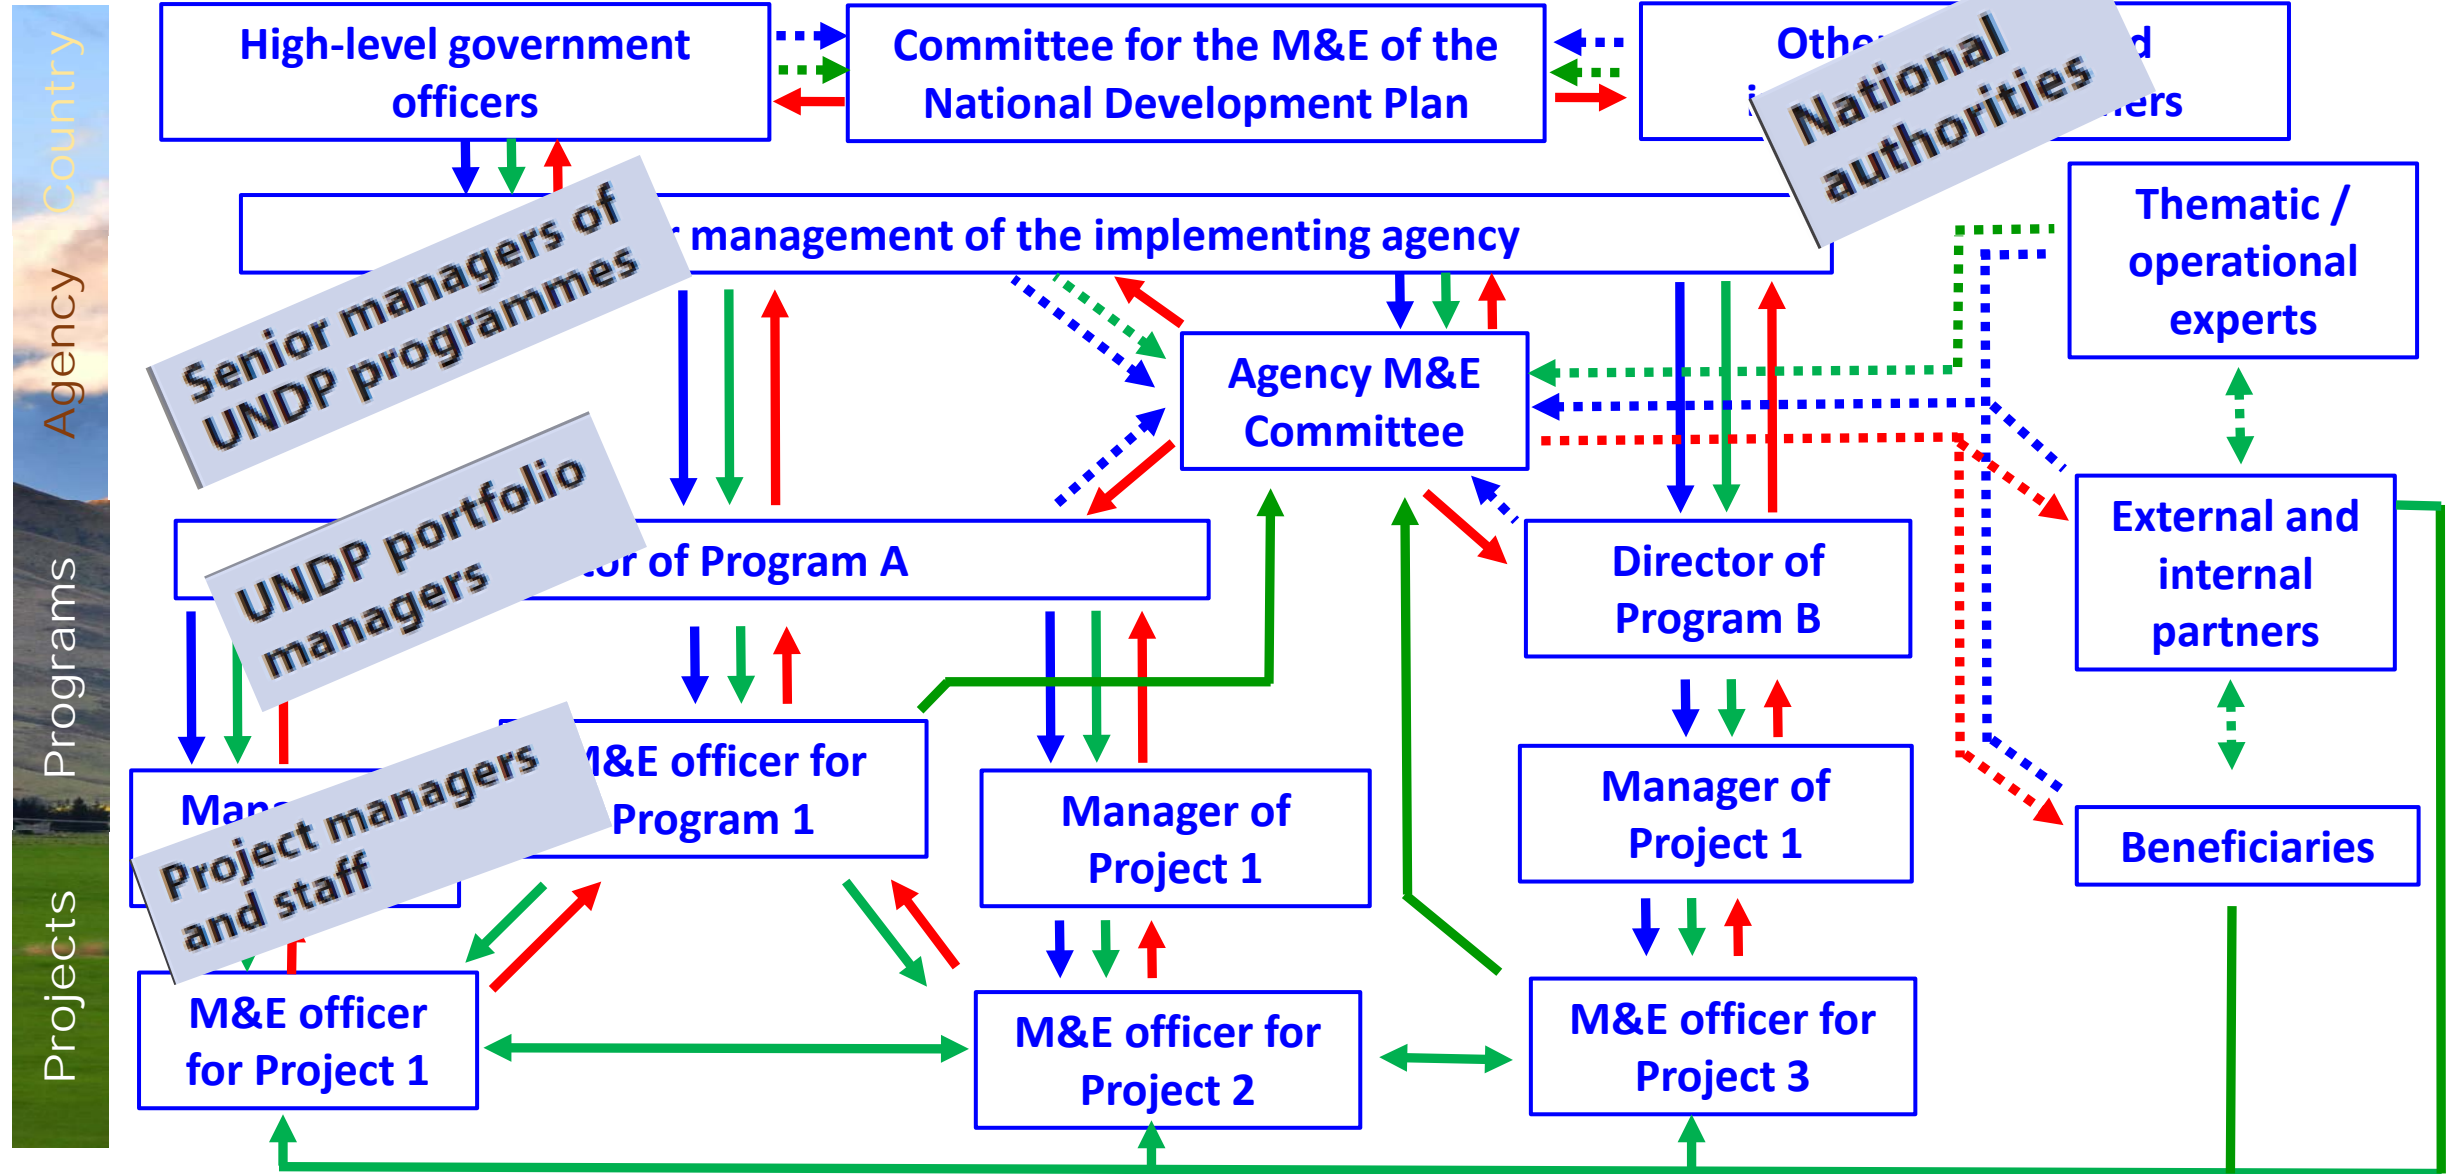 Country
Agency
Programs
Projects
High-level government
officers
Committee for the M&E of the
National Development Plan
National
authorities
Thematic /
operational
experts
management of the implementing agency
Senior managers of
UNDP programmes
Agency M&E
Committee
External and
internal
partners
UNDP portfolio
managers
of Program A
Director of
Program B
M&E officer for
Program 1
Manager of
Project 1
Manager of
Project 1
Beneficiaries
Project managers
and staff
M&E officer
for Project 1
M&E officer for
Project 2
M&E officer for
Project 3